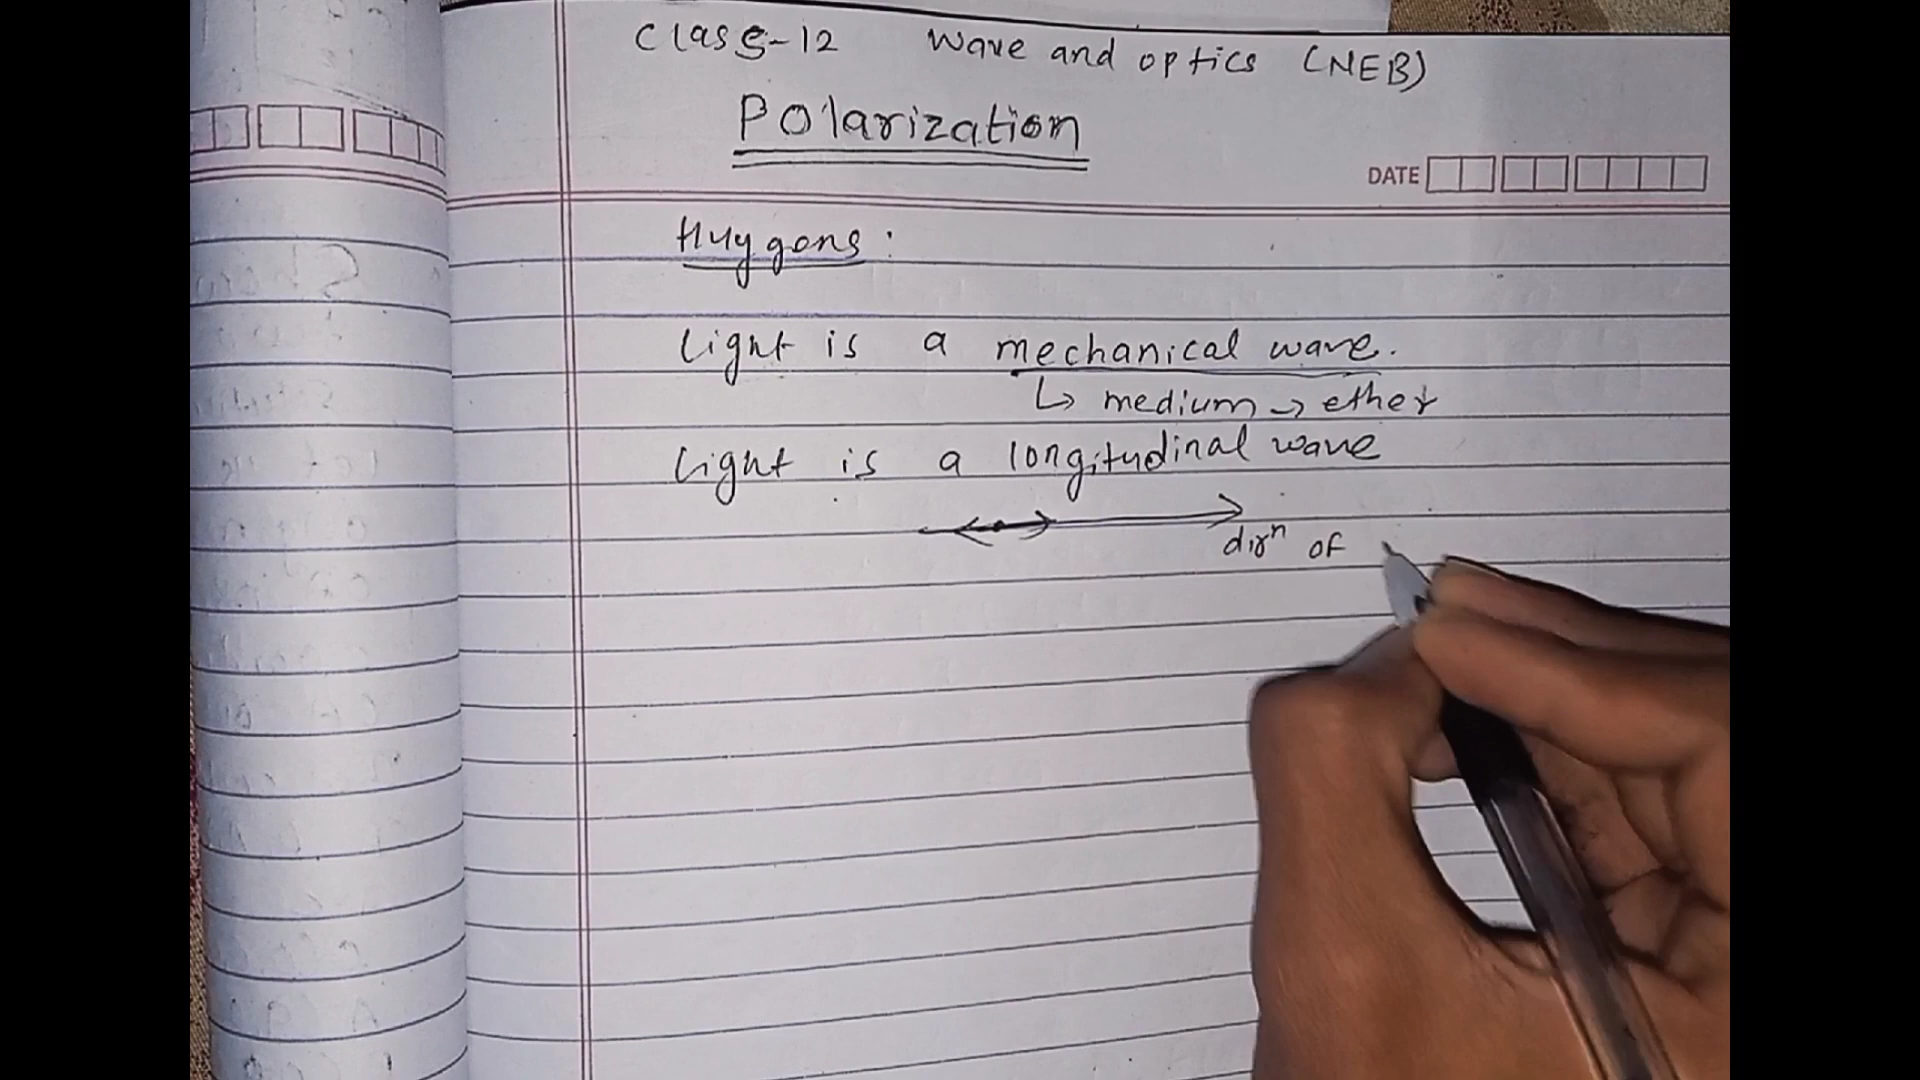 Class-12 Wave and optics (NEB)
Polarization
DATE
Huygens:
Light is a mechanical wave.
↳ medium → ether
Light is a longitudinal wave
dirⁿ of